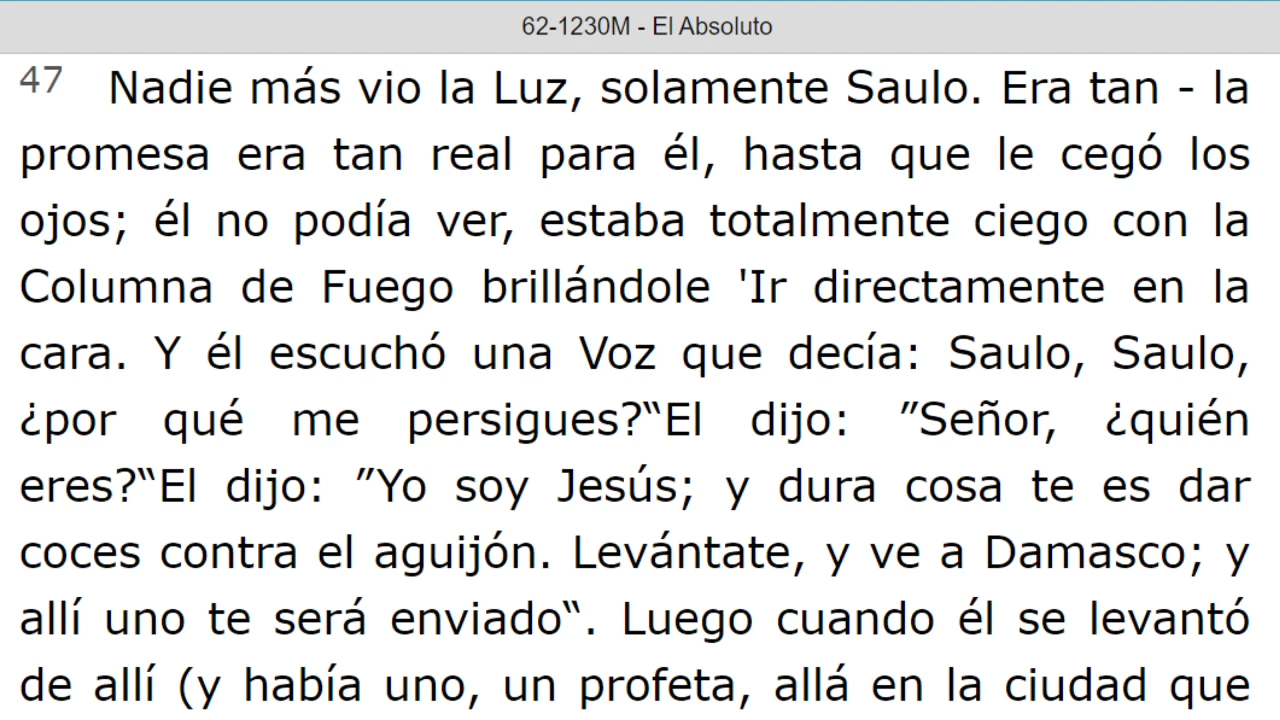 62-1230M - El Absoluto
47 Nadie más vio la Luz, solamente Saulo. Era tan - la
promesa era tan real para él, hasta que le cegó los
ojos; él no podía ver, estaba totalmente ciego con la
Columna de Fuego brillándole 'Ir directamente en la
cara. Y él escuchó una Voz que decía: Saulo, Saulo,
¿por qué me persigues?“El dijo: ”Señor, ¿quién
eres?“El dijo: ”Yo soy Jesús; y dura cosa te es dar
coces contra el aguijón. Levántate, y ve a Damasco; y
allí uno te será enviado“. Luego cuando él se levantó
de allí (y había uno, un profeta, allá en la ciudad que